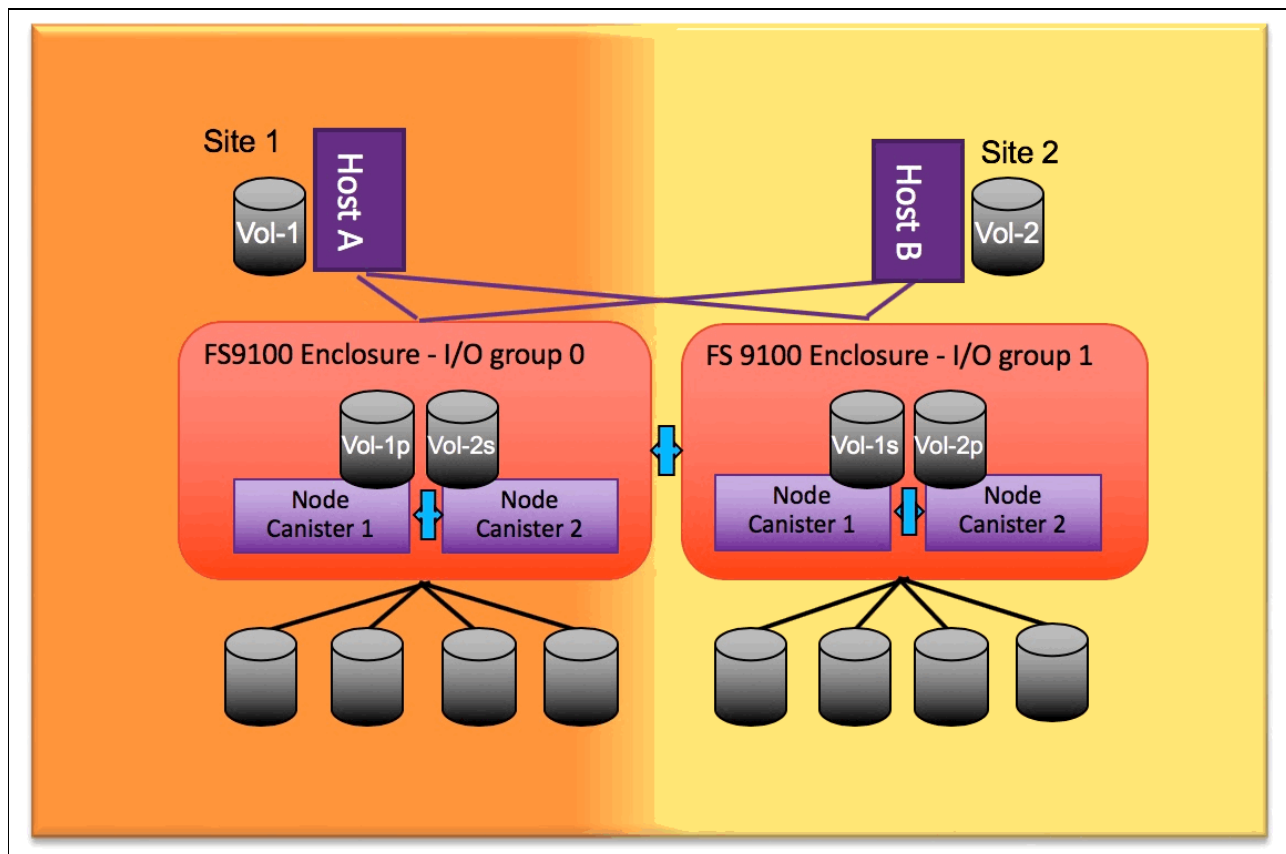 Site 1
Host A
Vol-1
Host B
Site 2
Vol-2
FS9100 Enclosure - I/O group 0
Vol-1p
Vol-2s
Node
Canister 1
Node
Canister 2
FS 9100 Enclosure - I/O group 1
Vol-1s
Vol-2p
Node
Canister 1
Node
Canister 2